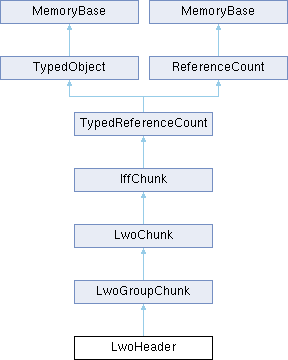 MemoryBase MemoryBase
TypedObject ReferenceCount
TypedReferenceCount
IffChunk
LwoChunk
LwoGroupChunk
LwoHeader